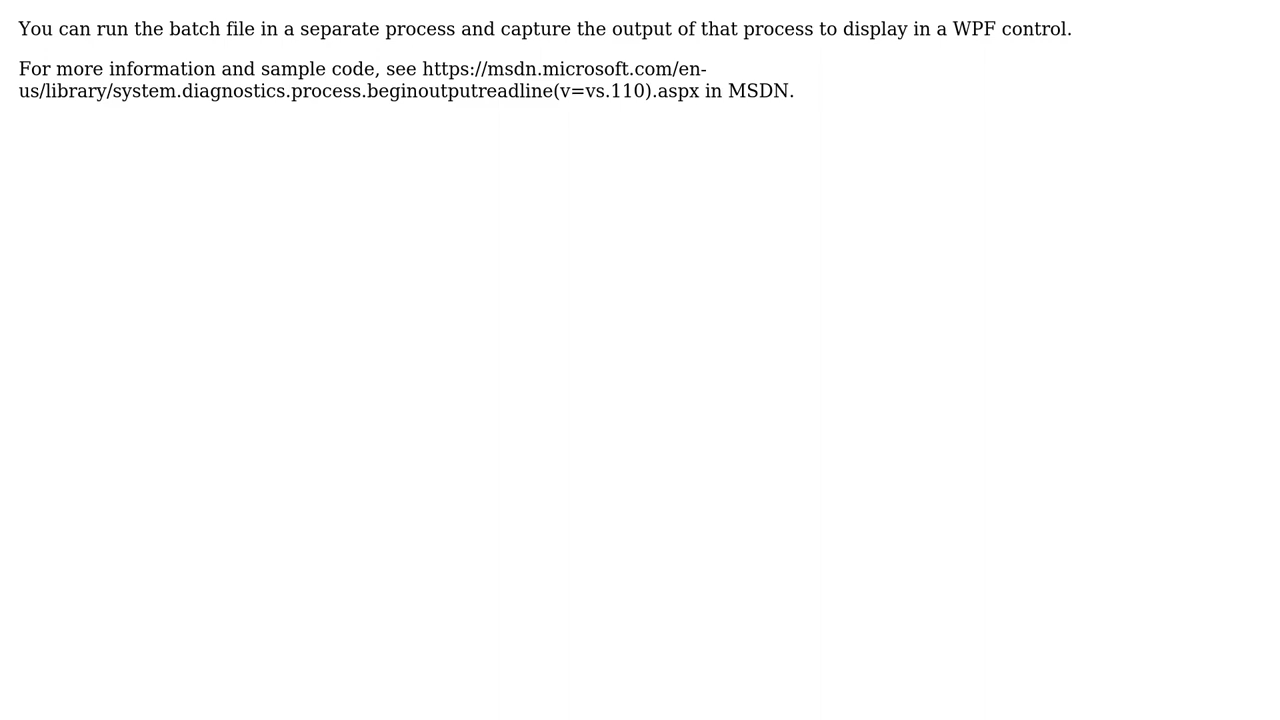 You can run the batch file in a separate process and capture the output of that process to display in a WPF control.
For more information and sample code, see https://msdn.microsoft.com/en-
us/library/system.diagnostics.process.beginoutputreadline(v=vs.110).aspx in MSDN.